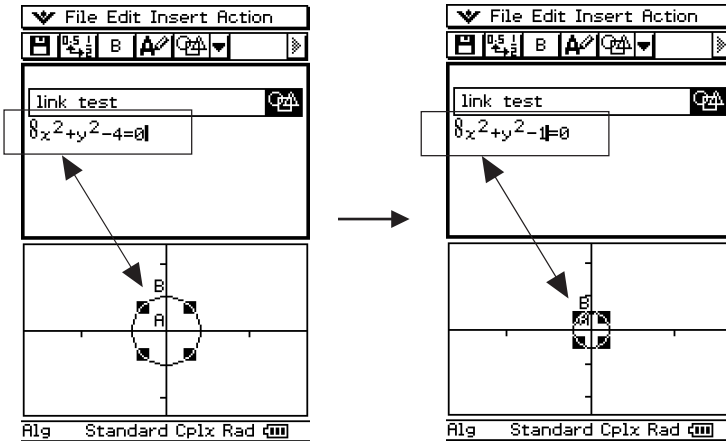 File Edit Insert Action
B
link test
x²+y²-4=0
B
A
Alg Standard Cplx Rad
File Edit Insert Action
B
link test
x²+y²-1=0
B
A
Alg Standard Cplx Rad